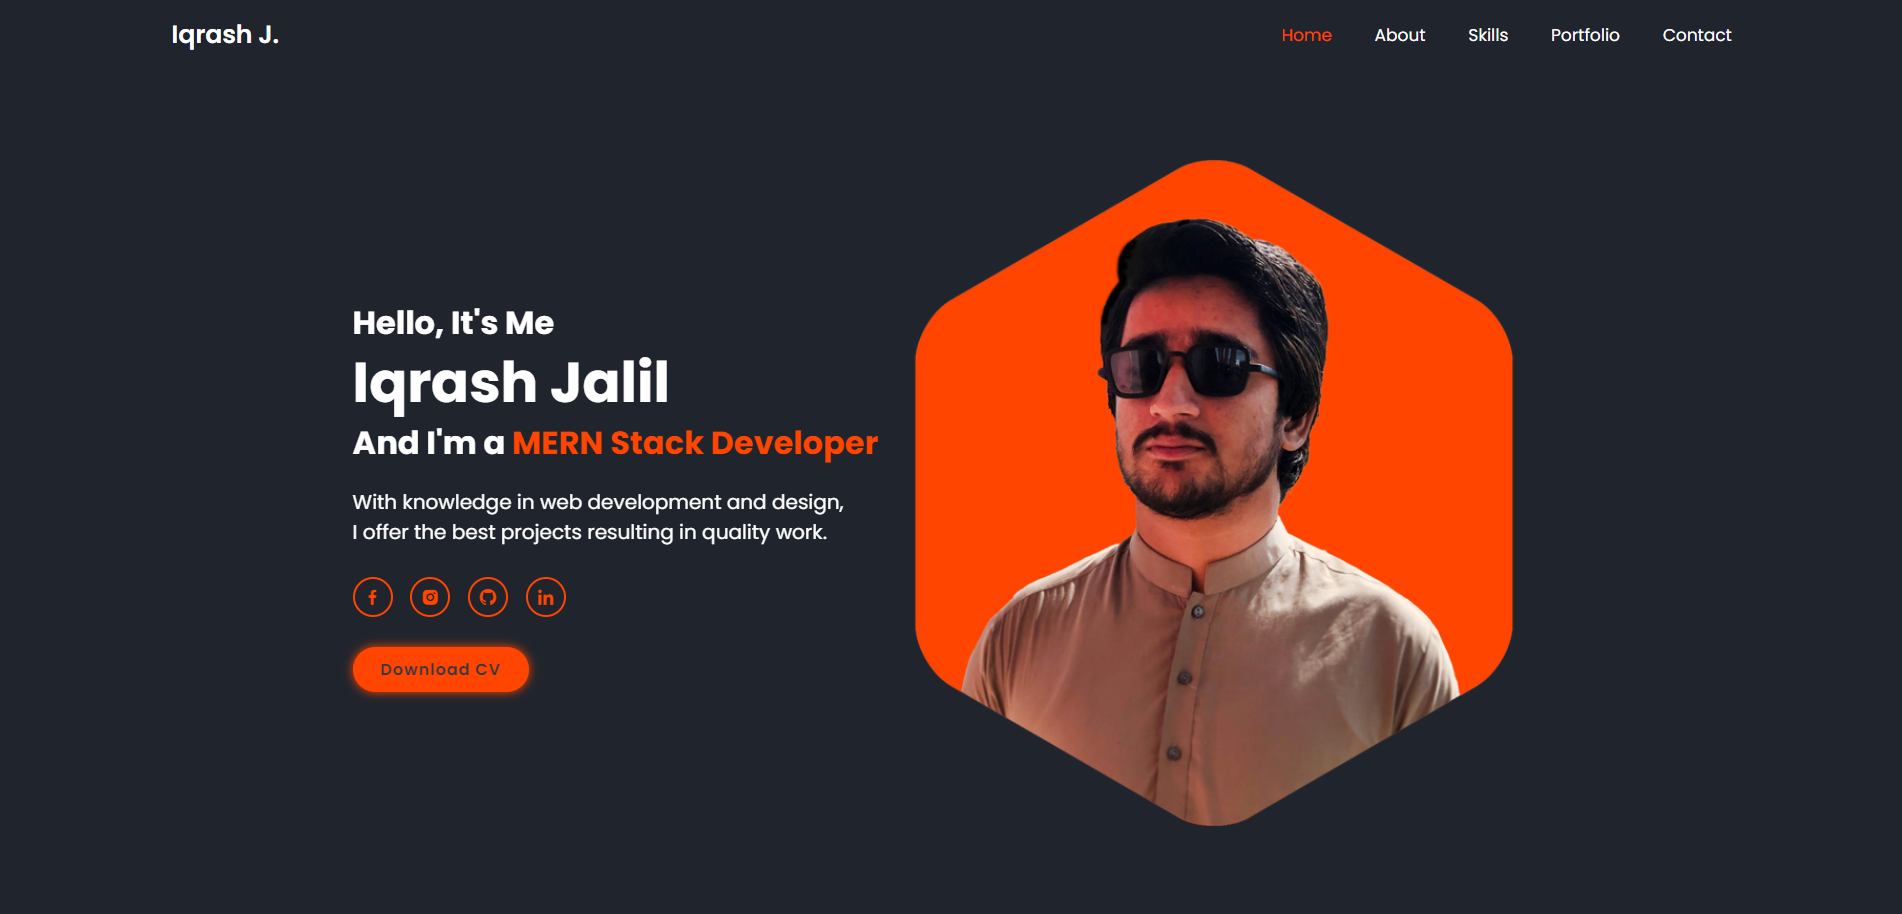 Iqrash J.
Home About Skills Portfolio Contact
Hello, It's Me
Iqrash Jalil
And I'm a MERN Stack Developer
With knowledge in web development and design,
I offer the best projects resulting in quality work.
Download CV